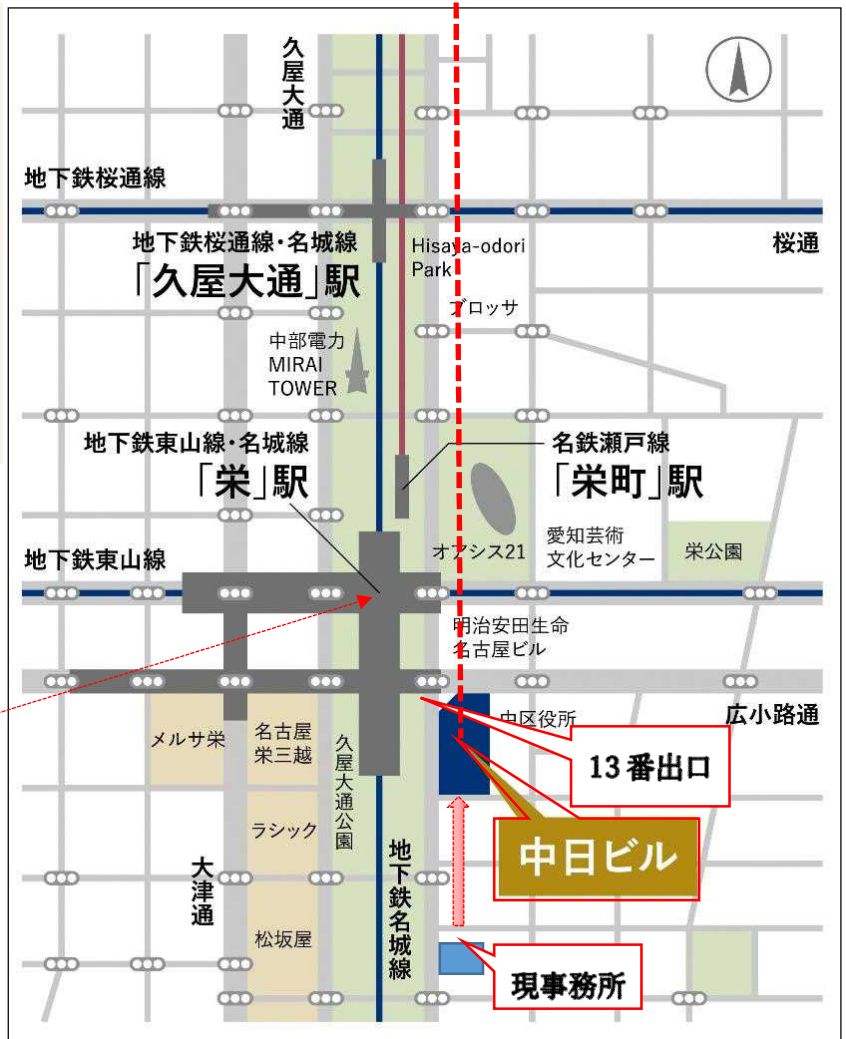 久屋大通
地下鉄桜通線
地下鉄桜通線・名城線
「久屋大通」駅
Hisaya-odori
Park
桜通
ブロッサ
中部電力
MIRAI
TOWER
地下鉄東山線・名城線
「栄」駅
名鉄瀬戸線
「栄町」駅
オアシス21
愛知芸術
文化センター
栄公園
地下鉄東山線
明治安田生命
名古屋ビル
メルサ栄
名古屋
栄三越
久屋大通公園
中区役所
広小路通
13番出口
ラシック
中日ビル
大津通
地下鉄名城線
松坂屋
現事務所